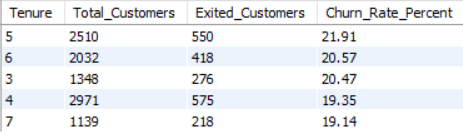 Tenure Total_Customers Exited_Customers Churn_Rate_Percent
5 2510 550 21.91
6 2032 418 20.57
3 1348 276 20.47
4 2971 575 19.35
7 1139 218 19.14